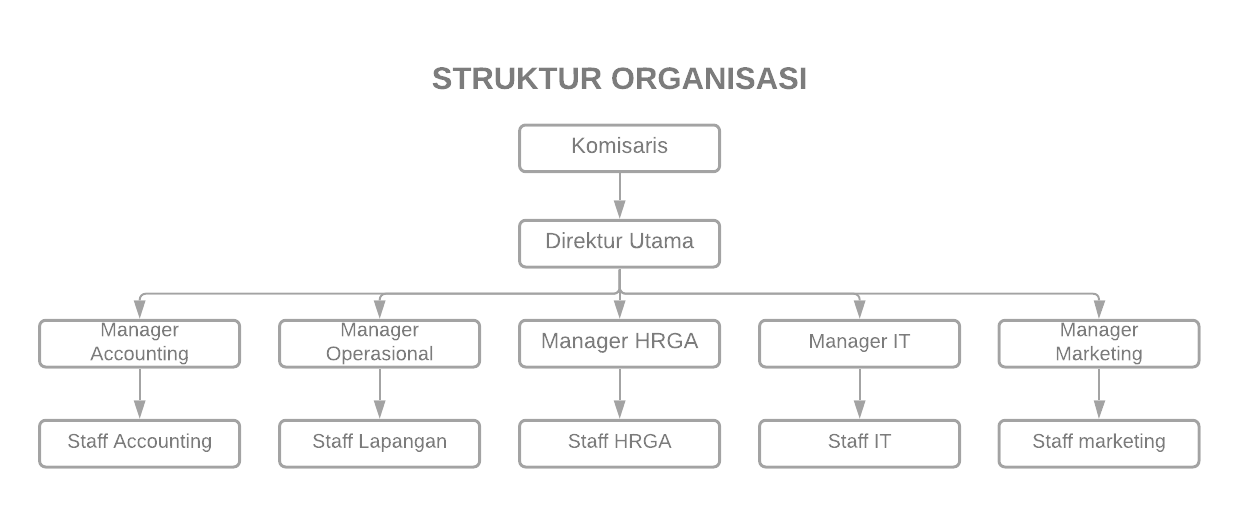 STRUKTUR ORGANISASI
Komisaris
Direktur Utama
Manager
Accounting
Manager
Operasional
Manager HRGA
Manager IT
Manager
Marketing
Staff Accounting
Staff Lapangan
Staff HRGA
Staff IT
Staff marketing